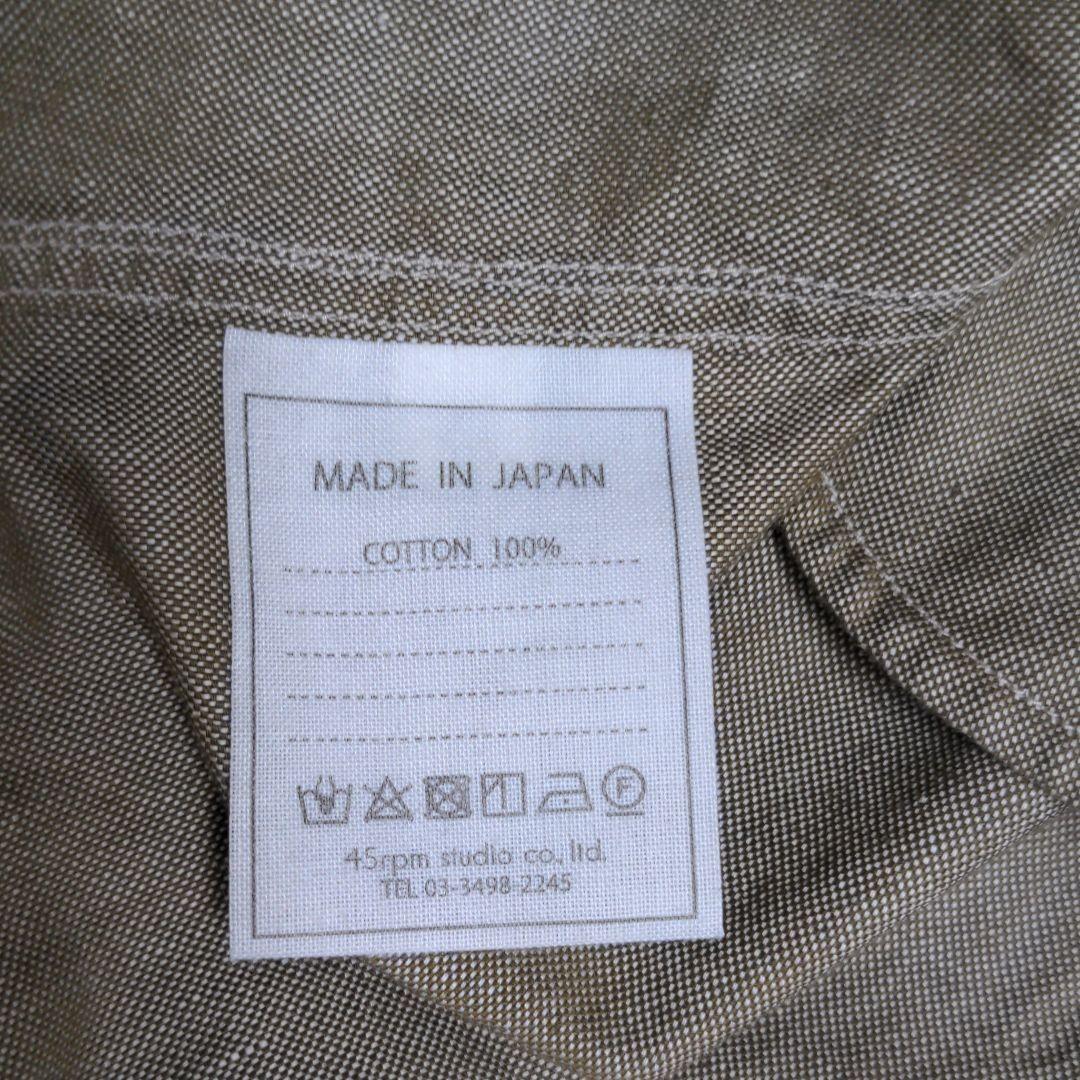 MADE IN JAPAN
COTTON 100%
F
45rpm studio co., ltd.
TEL 03-3498-2245